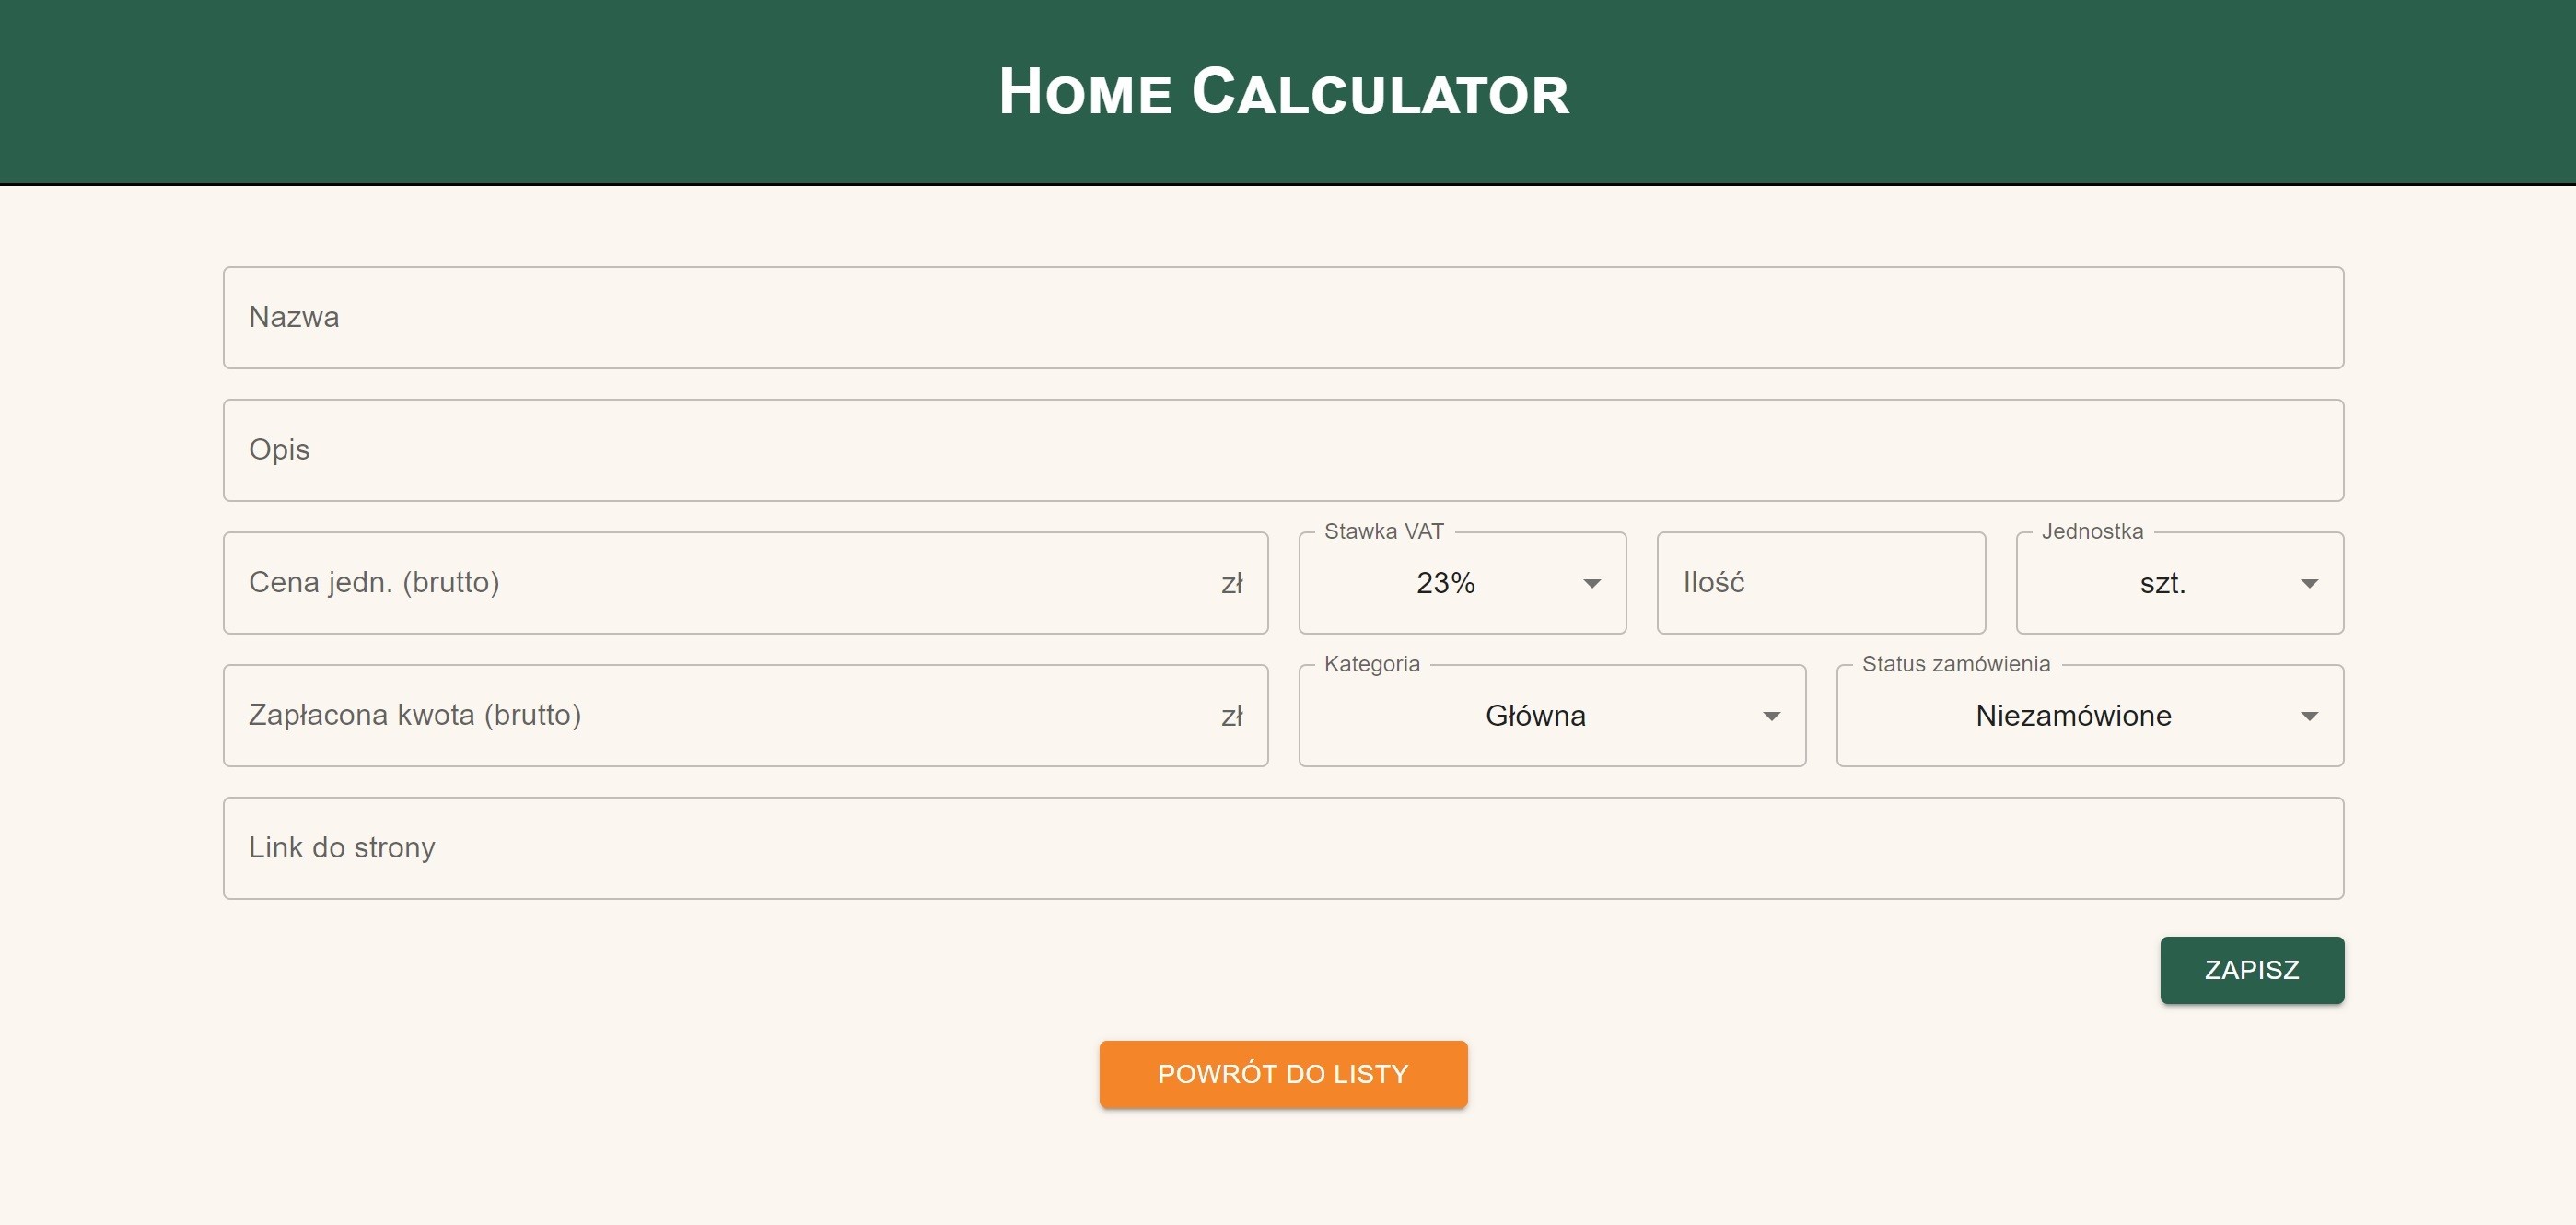 Home Calculator
Nazwa
Opis
Cena jedn. (brutto) zł
Stawka VAT
23%
Ilość
Jednostka
szt.
Zapłacona kwota (brutto) zł
Kategoria
Główna
Status zamówienia
Niezamówione
Link do strony
ZAPISZ
POWRÓT DO LISTY